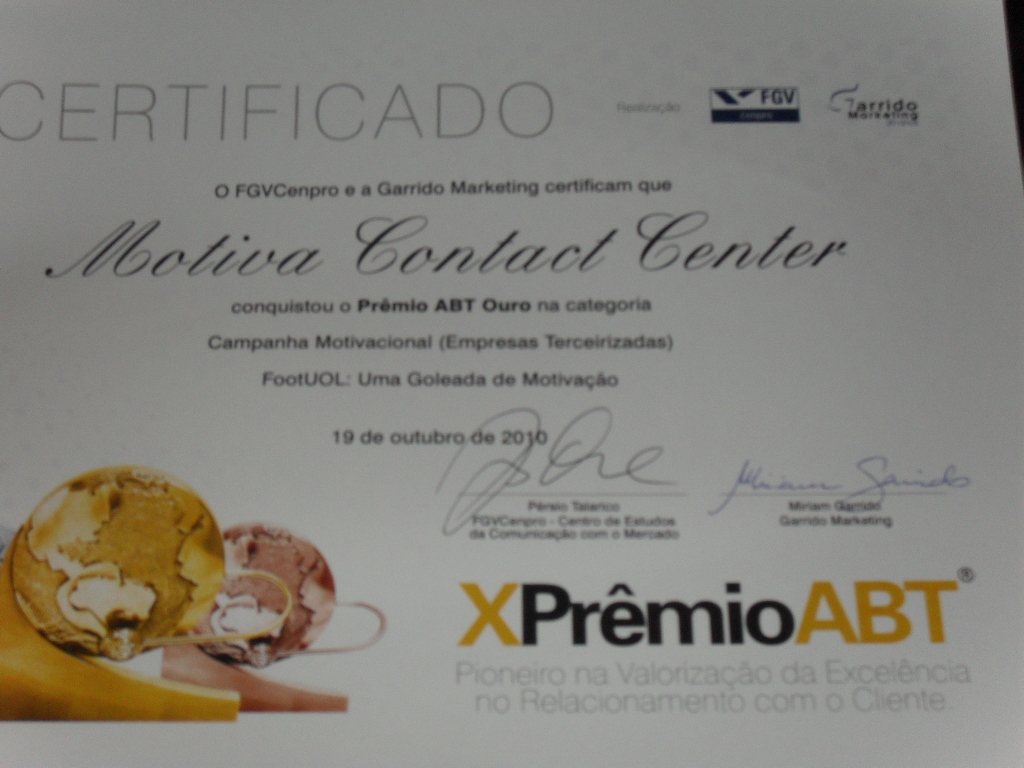 CERTIFICADO
Realização
FGV
cenpro
Garrido
Marketing
O FGVCenpro e a Garrido Marketing certificam que
Motiva Contact Center
conquistou o Prêmio ABT Ouro na categoria
Campanha Motivacional (Empresas Terceirizadas)
FootUOL: Uma Goleada de Motivação
19 de outubro de 2010
Pérsio Talarico
FGVCenpro - Centro de Estudos
da Comunicação com o Mercado
Miriam Garrido
Miriam Garrido
Garrido Marketing
XPrêmioABT®
Pioneiro na Valorização da Excelência
no Relacionamento com o Cliente.